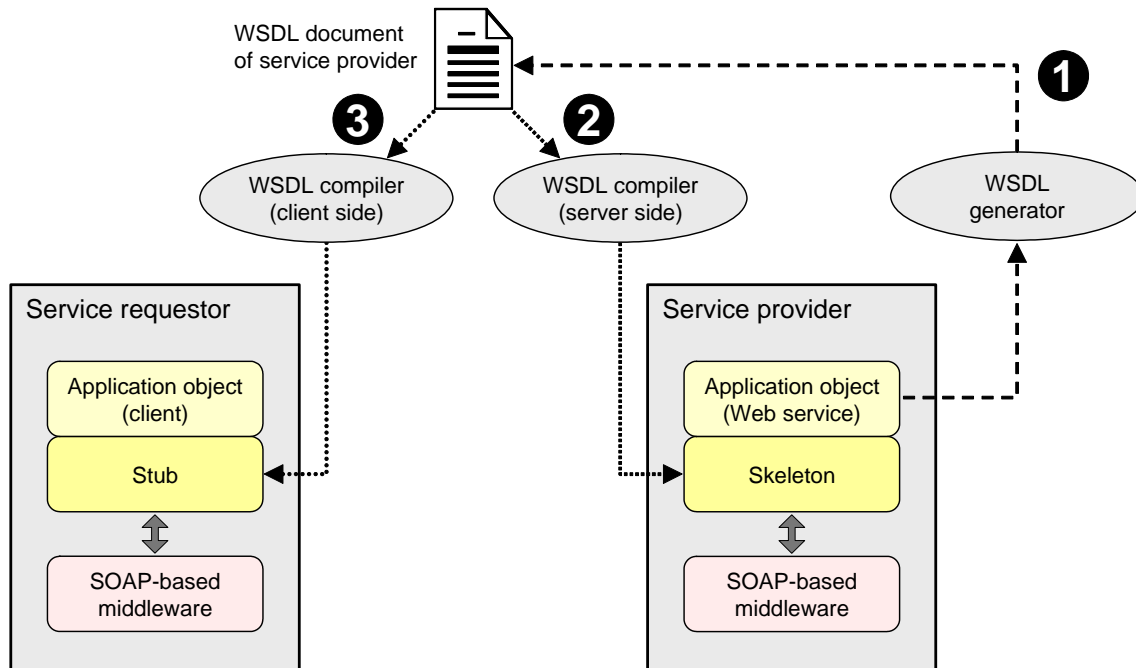 WSDL document
of service provider
1
3
2
WSDL compiler
(client side)
WSDL compiler
(server side)
WSDL
generator
Service requestor
Application object
(client)
Stub
SOAP-based
middleware
Service provider
Application object
(Web service)
Skeleton
SOAP-based
middleware